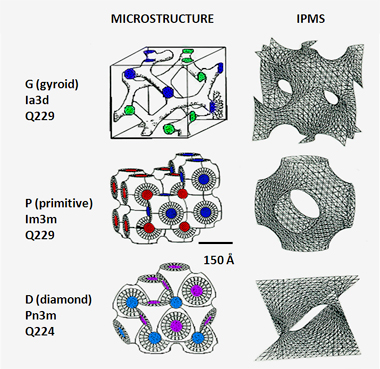 MICROSTRUCTURE IPMS
G (gyroid)
Ia3d
Q229
P (primitive)
Im3m
Q229
150 Å
D (diamond)
Pn3m
Q224